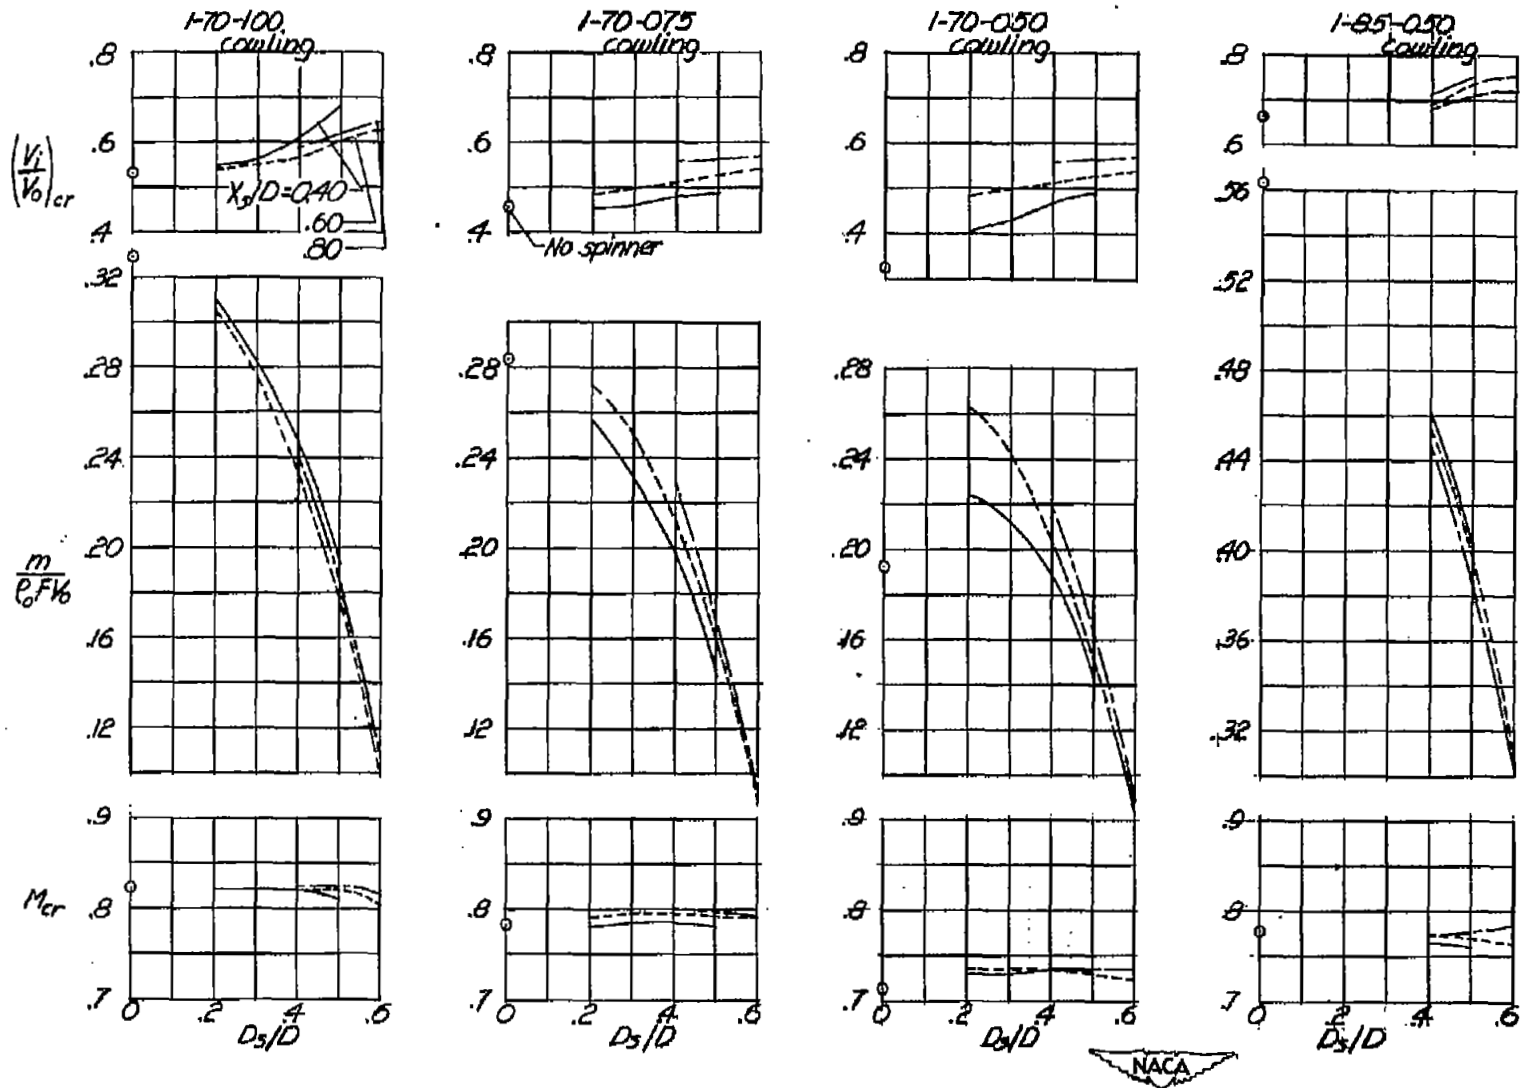 1-70-100 cowling
1-70-075 cowling
1-70-050 cowling
1-85-050 cowling
(Vi/Vo)cr
.8
.6
.4
Xs/D=0.40
.60
.80
.8
.6
.4
No spinner
.8
.6
.4
.8
.6
m/ρoFVo
.32
.28
.24
.20
.16
.12
.28
.24
.20
.16
.12
.28
.24
.20
.16
.12
.56
.52
.48
.44
.40
.36
.32
Mcr
.9
.8
.7
.9
.8
.7
.9
.8
.7
.9
.8
.7
0 .2 .4 .6
0 .2 .4 .6
0 .2 .4 .6
0 .2 .4 .6
Ds/D
Ds/D
Ds/D
Ds/D
NACA